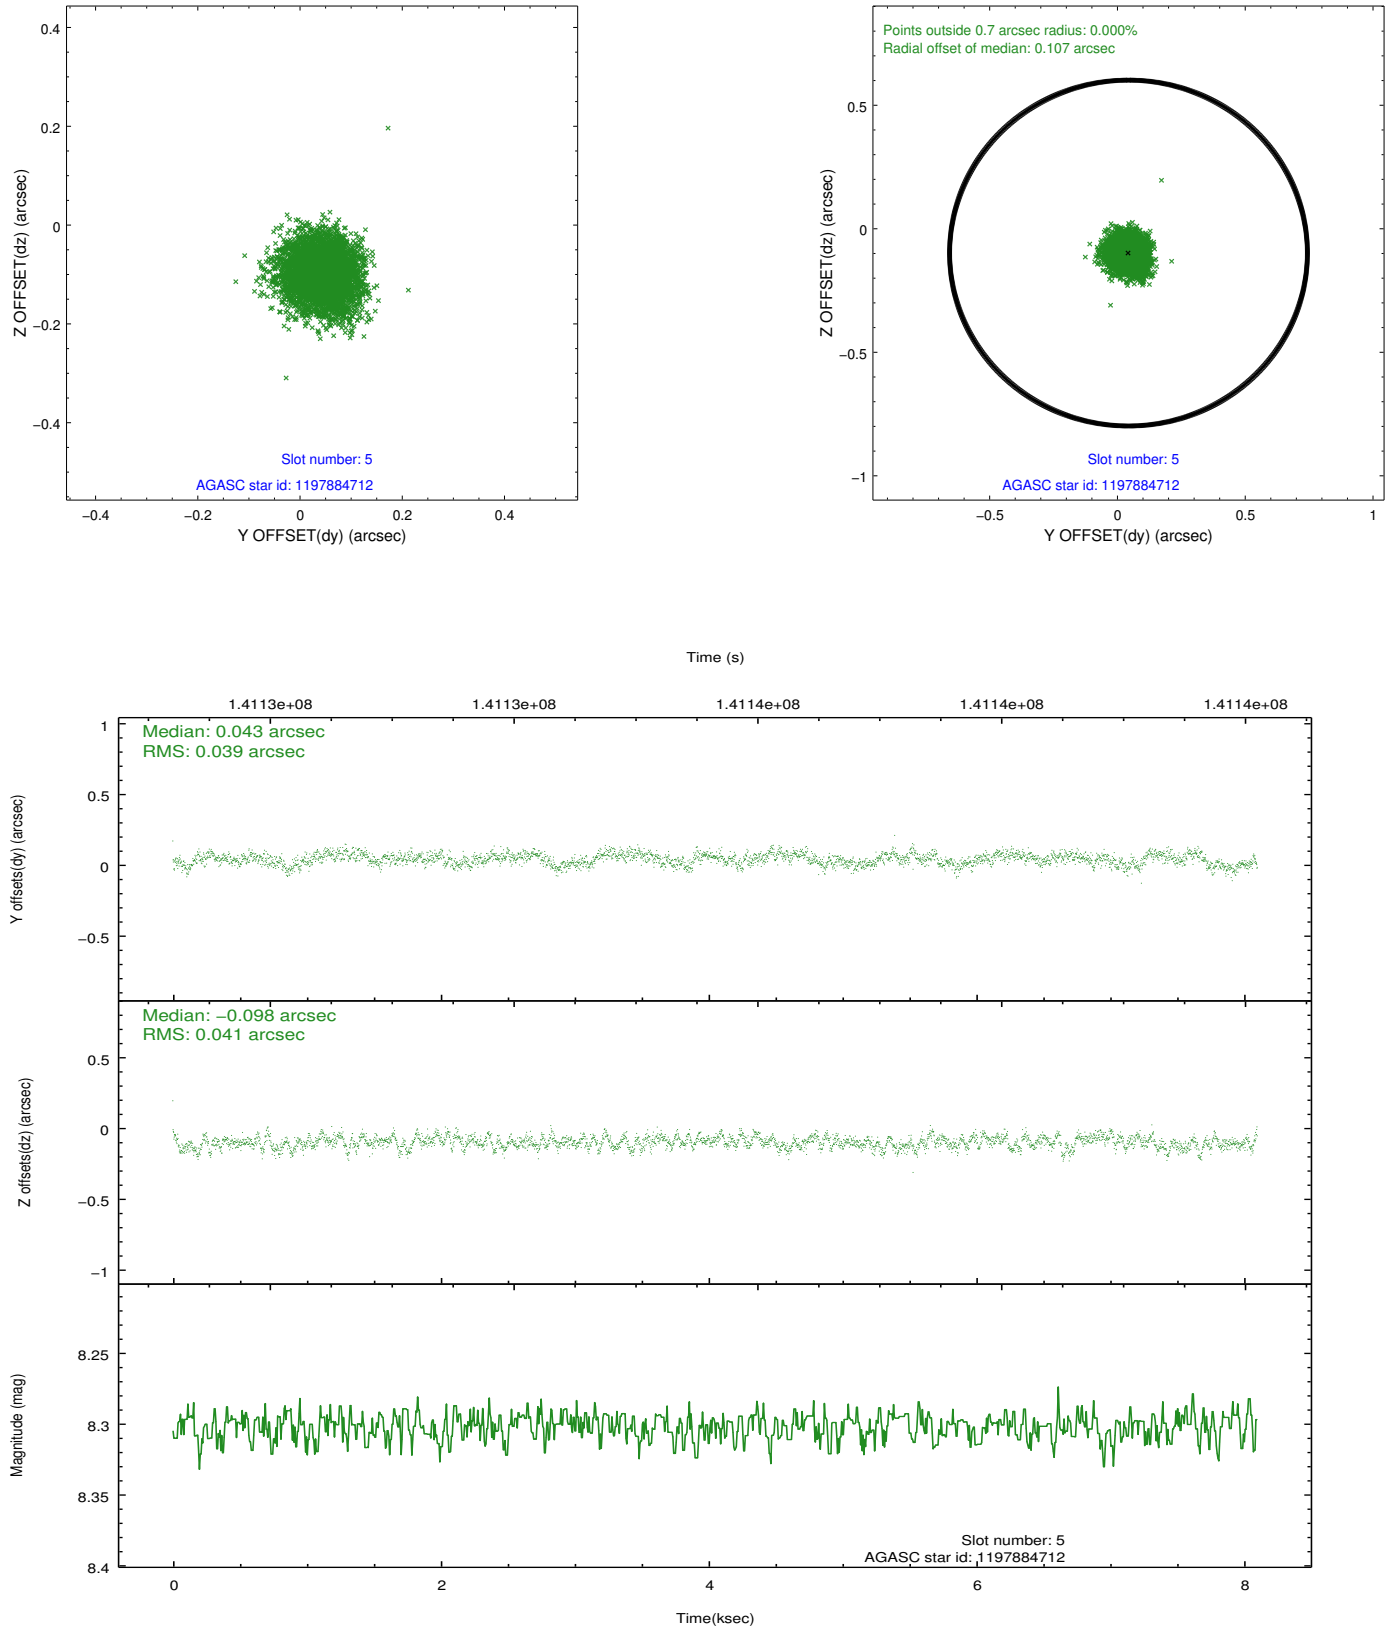 0.4
0.2
0
−0.2
−0.4
Z OFFSET(dz) (arcsec)
Slot number: 5
AGASC star id: 1197884712
−0.4 −0.2 0 0.2 0.4
Y OFFSET(dy) (arcsec)
Points outside 0.7 arcsec radius: 0.000%
Radial offset of median: 0.107 arcsec
0.5
0
−0.5
−1
Z OFFSET(dz) (arcsec)
Slot number: 5
AGASC star id: 1197884712
−0.5 0 0.5 1
Y OFFSET(dy) (arcsec)
Time (s)
1.4113e+08 1.4113e+08 1.4114e+08 1.4114e+08 1.4114e+08
Median: 0.043 arcsec
RMS: 0.039 arcsec
1
0.5
0
−0.5
Y offsets(dy) (arcsec)
Median: −0.098 arcsec
RMS: 0.041 arcsec
0.5
0
−0.5
−1
Z offsets(dz) (arcsec)
8.25
8.3
8.35
8.4
Magnitude (mag)
Slot number: 5
AGASC star id: 1197884712
0 2 4 6 8
Time(ksec)